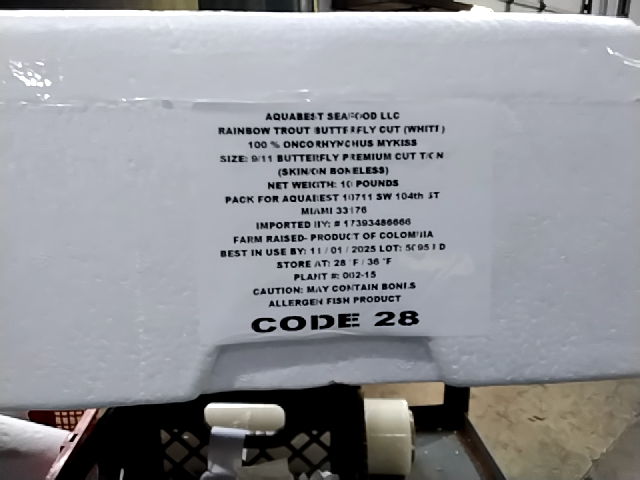 AQUABEST SEAFOOD LLC
RAINBOW TROUT BUTTERFLY CUT (WHITE)
100 % ONCORHYNCHUS MYKISS
SIZE: 9/11 BUTTERFLY PREMIUM CUT
(SKIN ON BONELESS)
NET WEIGTH: 10 POUNDS
PACK FOR AQUABEST 10711 SW 104th ST
MIAMI 33176
IMPORTED BY: # 17393486666
FARM RAISED- PRODUCT OF COLOMBIA
BEST IN USE BY: 11 / 01 / 2025 LOT:
STORE AT: 28 °F / 36 °F
PLANT #: 002-15
CAUTION: MAY CONTAIN BONES
ALLERGEN FISH PRODUCT
CODE 28